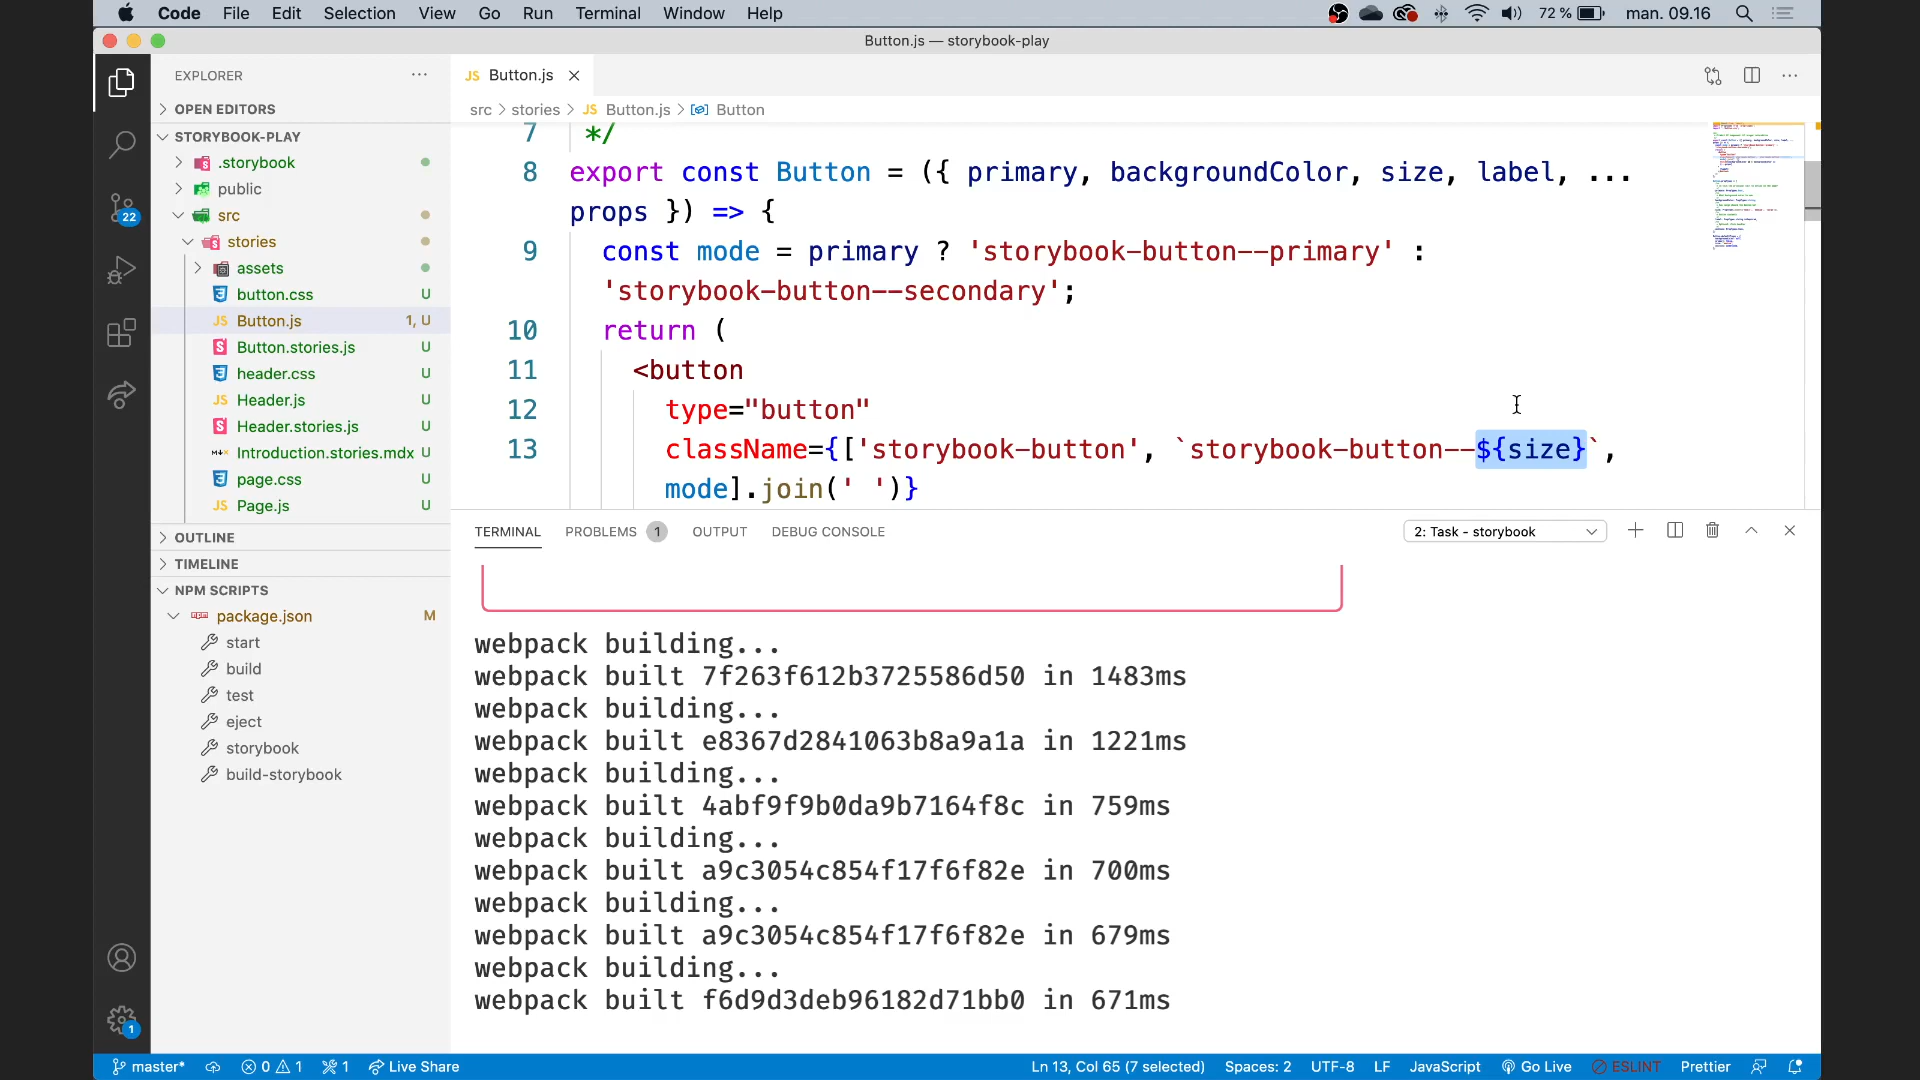 Code File Edit Selection View Go Run Terminal Window Help 72 % man. 09.16
Button.js — storybook-play
EXPLORER
OPEN EDITORS
STORYBOOK-PLAY
.storybook
public
src
stories
assets
button.css U
JS Button.js 1, U
Button.stories.js U
header.css U
JS Header.js U
Header.stories.js U
Introduction.stories.mdx U
page.css U
JS Page.js U
OUTLINE
TIMELINE
NPM SCRIPTS
package.json M
start
build
test
eject
storybook
build-storybook
22
1
JS Button.js
src > stories > JS Button.js > Button
7 */
8 export const Button = ({ primary, backgroundColor, size, label, ...
props }) => {
9 const mode = primary ? 'storybook-button--primary' :
'storybook-button--secondary';
10 return (
11 <button
12 type="button"
13 className={['storybook-button', `storybook-button--${size}`,
mode].join(' ')}
TERMINAL PROBLEMS 1 OUTPUT DEBUG CONSOLE 2: Task - storybook
webpack building...
webpack built 7f263f612b3725586d50 in 1483ms
webpack building...
webpack built e8367d2841063b8a9a1a in 1221ms
webpack building...
webpack built 4abf9f9b0da9b7164f8c in 759ms
webpack building...
webpack built a9c3054c854f17f6f82e in 700ms
webpack building...
webpack built a9c3054c854f17f6f82e in 679ms
webpack building...
webpack built f6d9d3deb96182d71bb0 in 671ms
master* 0 1 1 Live Share Ln 13, Col 65 (7 selected) Spaces: 2 UTF-8 LF JavaScript Go Live ESLINT Prettier